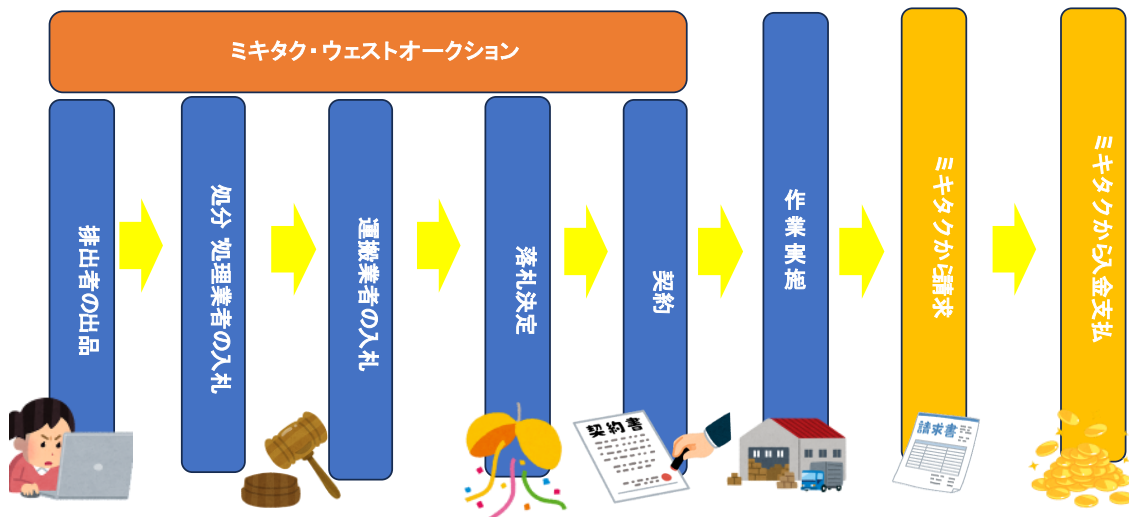 ミキタク・ウェストオークション
排出者の出品
処分 処理業者の入札
運搬業者の入札
落札決定
契約
作業実施
ミキタクから請求
ミキタクから入金支払
契約書
請求書